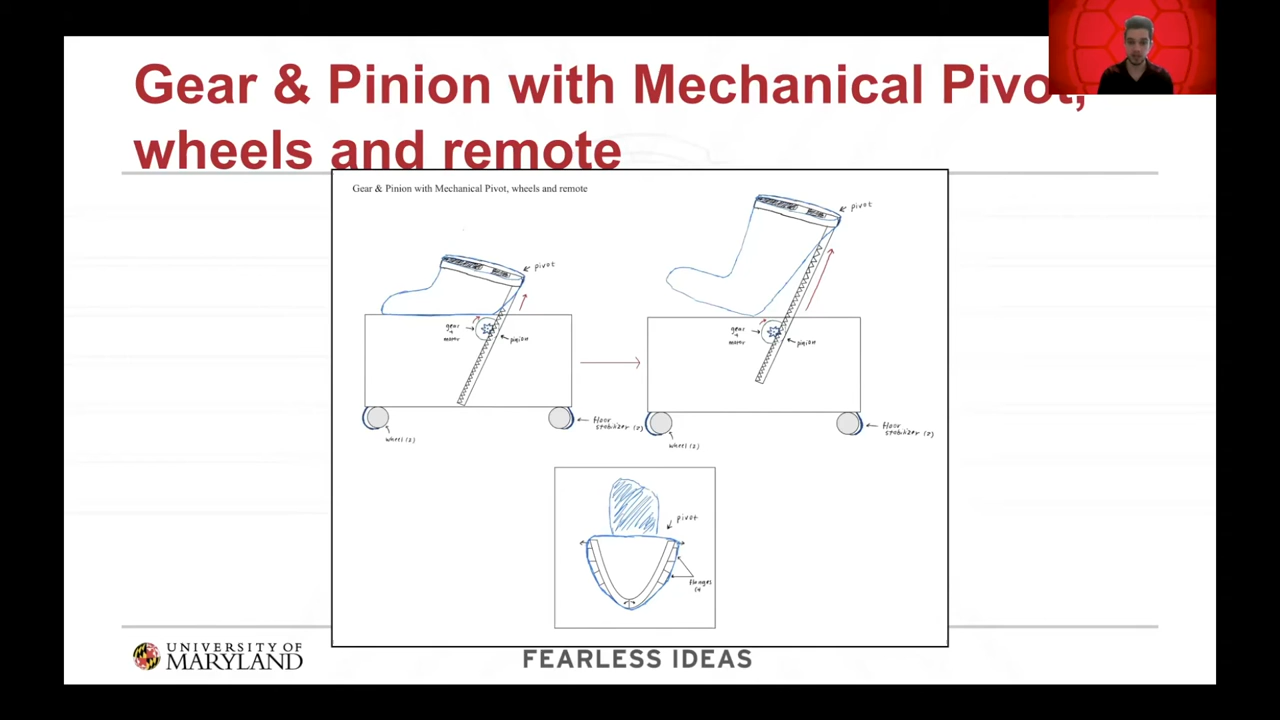 Gear & Pinion with Mechanical Pivot,
wheels and remote
Gear & Pinion with Mechanical Pivot, wheels and remote
pivot
pivot
gear
motor
pinion
gear
motor
pinion
floor
stabilizer (2)
wheel (2)
floor
stabilizer (2)
wheel (2)
pivot
flanges
UNIVERSITY OF
MARYLAND
FEARLESS IDEAS